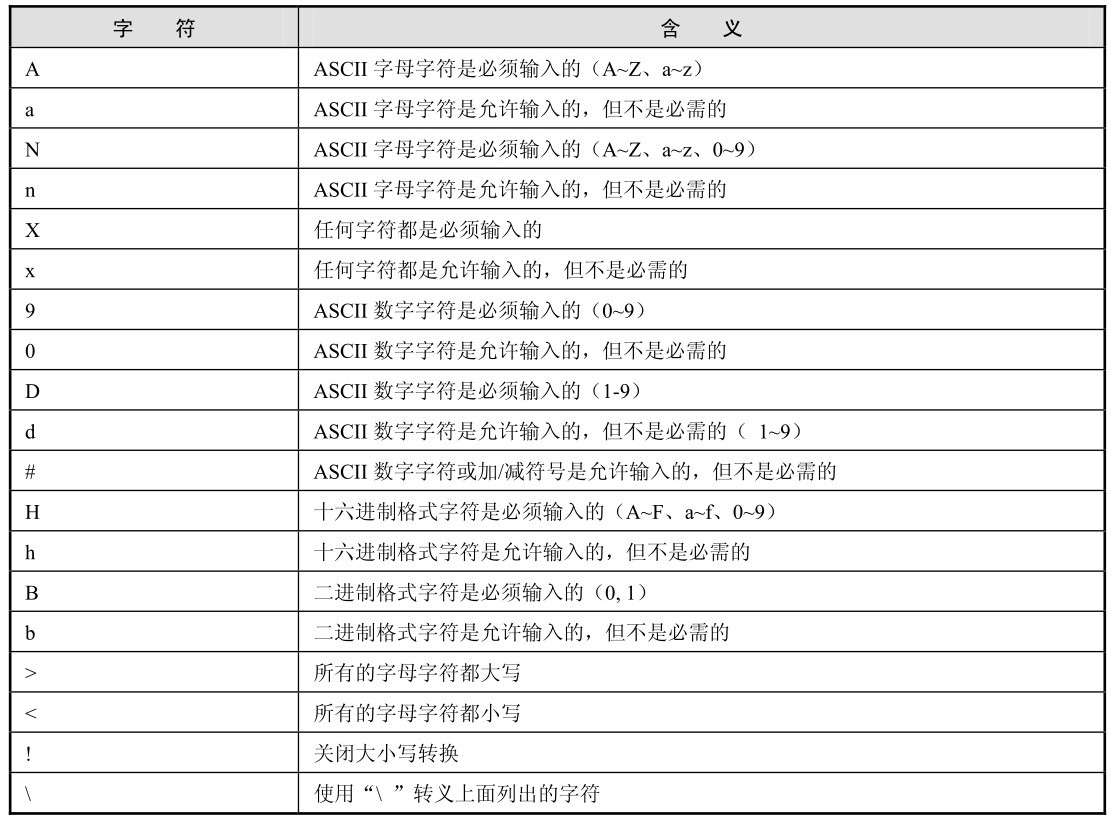 字 符 含 义
A ASCII 字母字符是必须输入的（A~Z、a~z）
a ASCII 字母字符是允许输入的，但不是必需的
N ASCII 字母字符是必须输入的（A~Z、a~z、0~9）
n ASCII 字母字符是允许输入的，但不是必需的
X 任何字符都是必须输入的
x 任何字符都是允许输入的，但不是必需的
9 ASCII 数字字符是必须输入的（0~9）
0 ASCII 数字字符是允许输入的，但不是必需的
D ASCII 数字字符是必须输入的（1-9）
d ASCII 数字字符是允许输入的，但不是必需的（ 1~9）
# ASCII 数字字符或加/减符号是允许输入的，但不是必需的
H 十六进制格式字符是必须输入的（A~F、a~f、0~9）
h 十六进制格式字符是允许输入的，但不是必需的
B 二进制格式字符是必须输入的（0, 1）
b 二进制格式字符是允许输入的，但不是必需的
> 所有的字母字符都大写
< 所有的字母字符都小写
! 关闭大小写转换
\ 使用“\ ”转义上面列出的字符